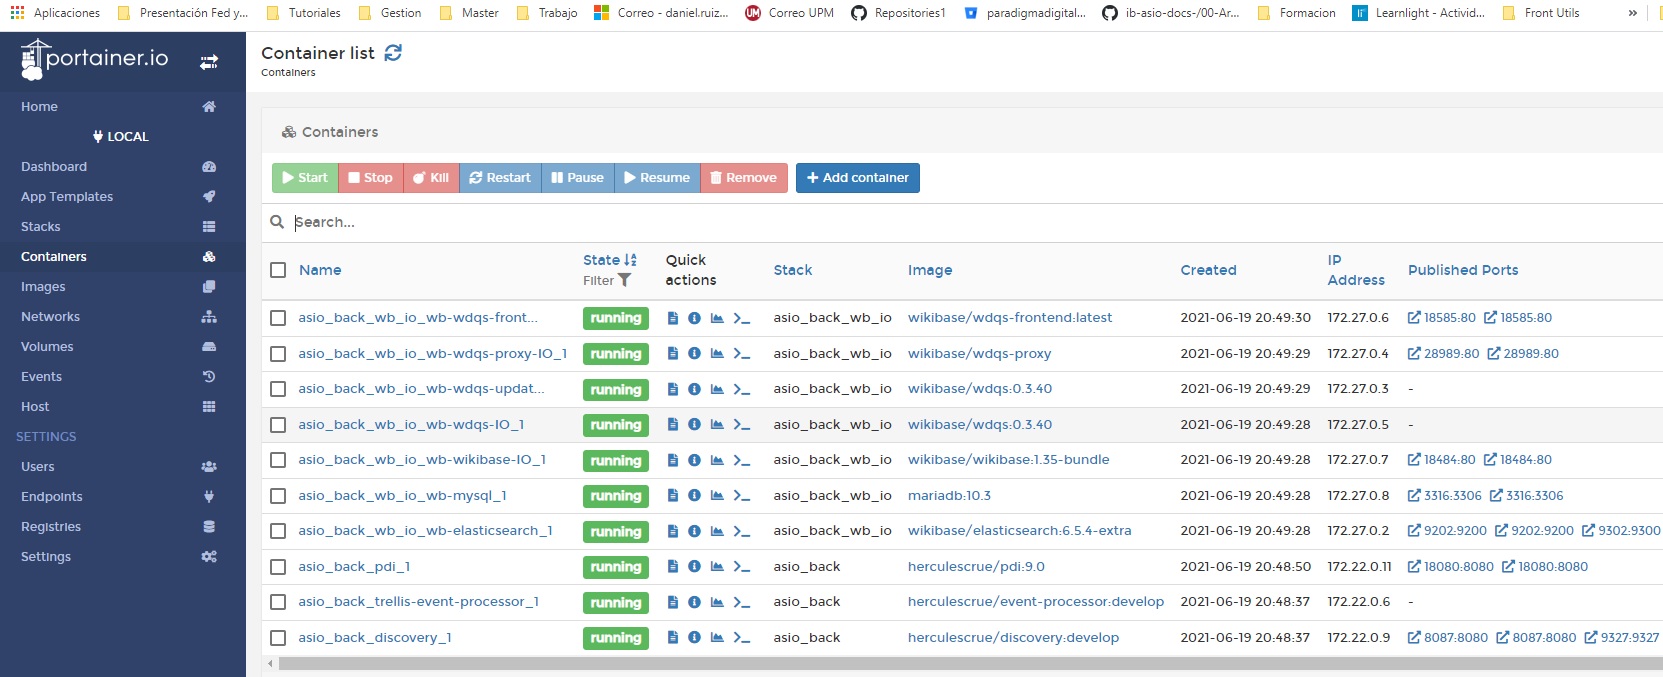 Aplicaciones Presentación Fed y... Tutoriales Gestion Master Trabajo Correo - daniel.ruiz... UM Correo UPM Repositories1 paradigmadigital... ib-asio-docs-/00-Ar... Formacion Learnlight - Activid... Front Utils »
portainer.io
Home
LOCAL
Dashboard
App Templates
Stacks
Containers
Images
Networks
Volumes
Events
Host
SETTINGS
Users
Endpoints
Registries
Settings
Container list
Containers
Containers
Start Stop Kill Restart Pause Resume Remove + Add container
Search...
Name State Filter Quick actions Stack Image Created IP Address Published Ports
asio_back_wb_io_wb-wdqs-front... running asio_back_wb_io wikibase/wdqs-frontend:latest 2021-06-19 20:49:30 172.27.0.6 18585:80 18585:80
asio_back_wb_io_wb-wdqs-proxy-IO_1 running asio_back_wb_io wikibase/wdqs-proxy 2021-06-19 20:49:29 172.27.0.4 28989:80 28989:80
asio_back_wb_io_wb-wdqs-updat... running asio_back_wb_io wikibase/wdqs:0.3.40 2021-06-19 20:49:29 172.27.0.3 -
asio_back_wb_io_wb-wdqs-IO_1 running asio_back_wb_io wikibase/wdqs:0.3.40 2021-06-19 20:49:28 172.27.0.5 -
asio_back_wb_io_wb-wikibase-IO_1 running asio_back_wb_io wikibase/wikibase:1.35-bundle 2021-06-19 20:49:28 172.27.0.7 18484:80 18484:80
asio_back_wb_io_wb-mysql_1 running asio_back_wb_io mariadb:10.3 2021-06-19 20:49:28 172.27.0.8 3316:3306 3316:3306
asio_back_wb_io_wb-elasticsearch_1 running asio_back_wb_io wikibase/elasticsearch:6.5.4-extra 2021-06-19 20:49:28 172.27.0.2 9202:9200 9202:9200 9302:9300
asio_back_pdi_1 running asio_back herculescrue/pdi:9.0 2021-06-19 20:48:50 172.22.0.11 18080:8080 18080:8080
asio_back_trellis-event-processor_1 running asio_back herculescrue/event-processor:develop 2021-06-19 20:48:37 172.22.0.6 -
asio_back_discovery_1 running asio_back herculescrue/discovery:develop 2021-06-19 20:48:37 172.22.0.9 8087:8080 8087:8080 9327:9327